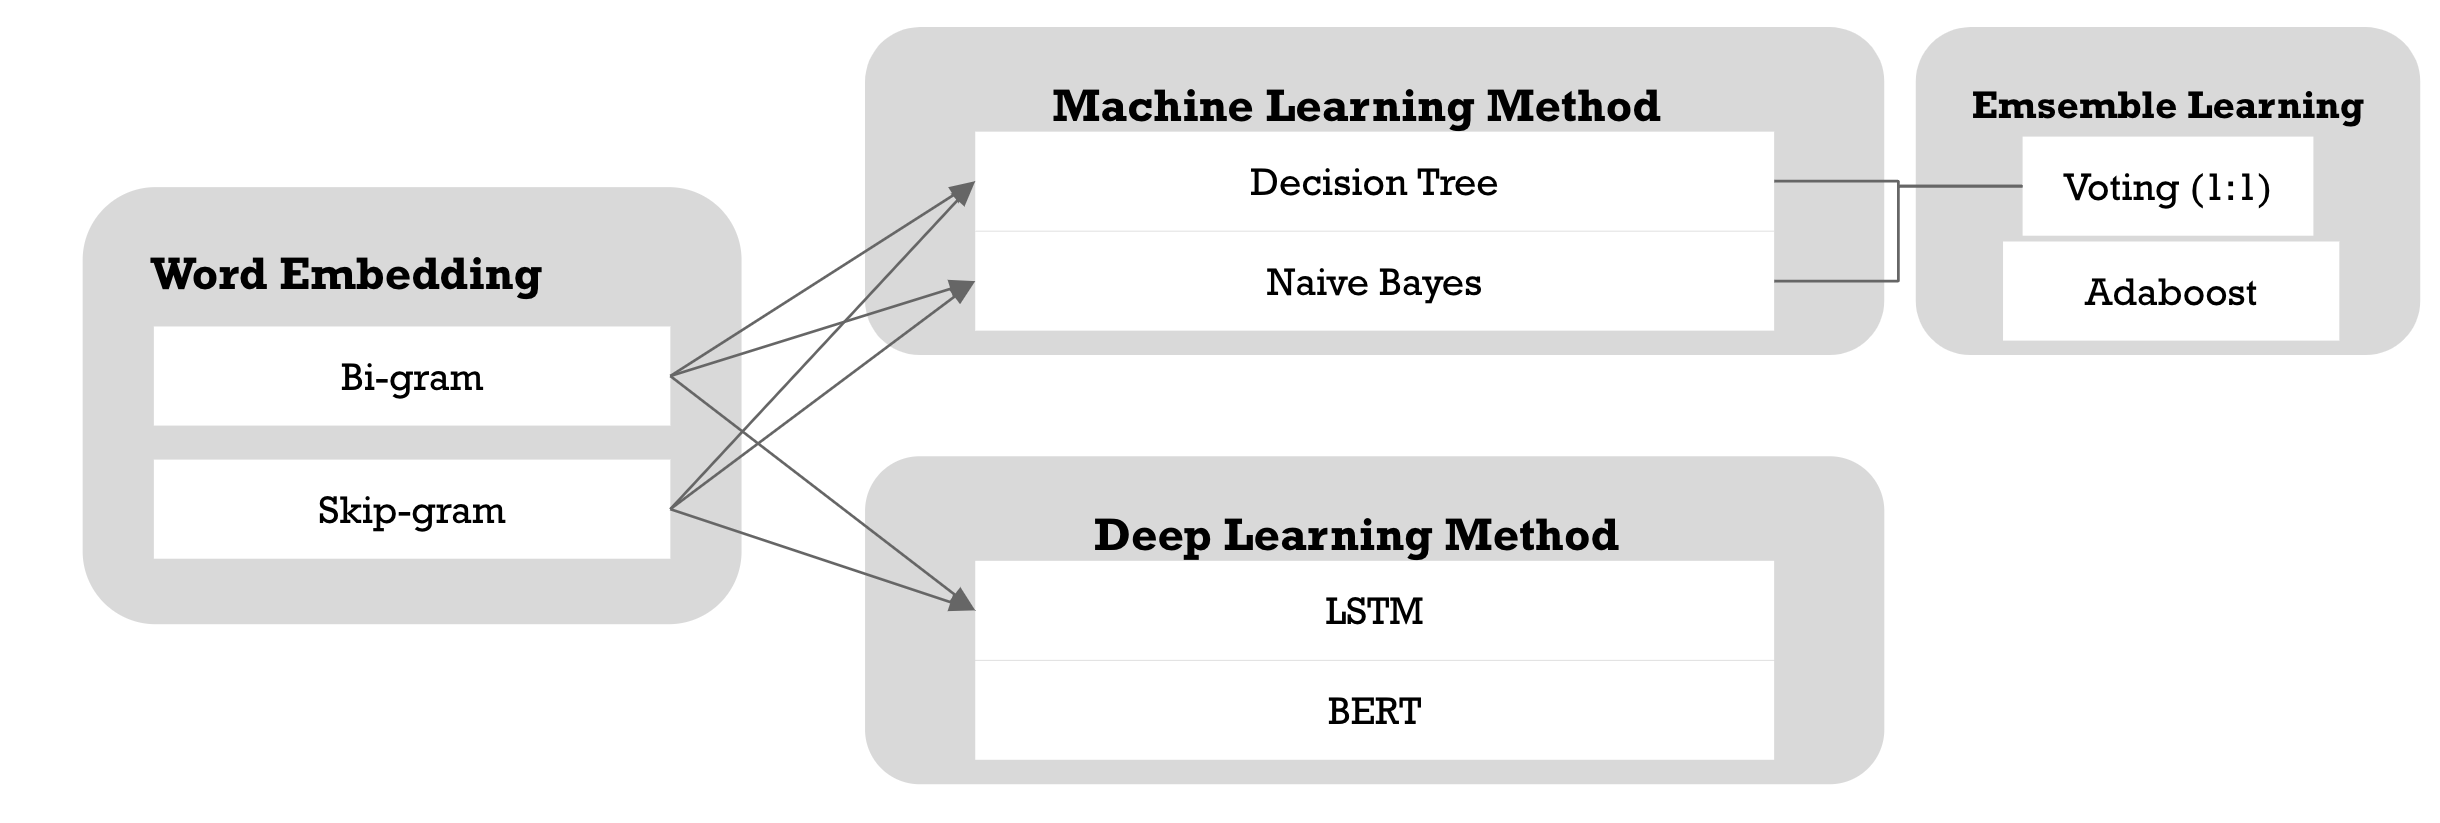 Word Embedding
Bi-gram
Skip-gram
Machine Learning Method
Decision Tree
Naive Bayes
Deep Learning Method
LSTM
BERT
Emsemble Learning
Voting (1:1)
Adaboost